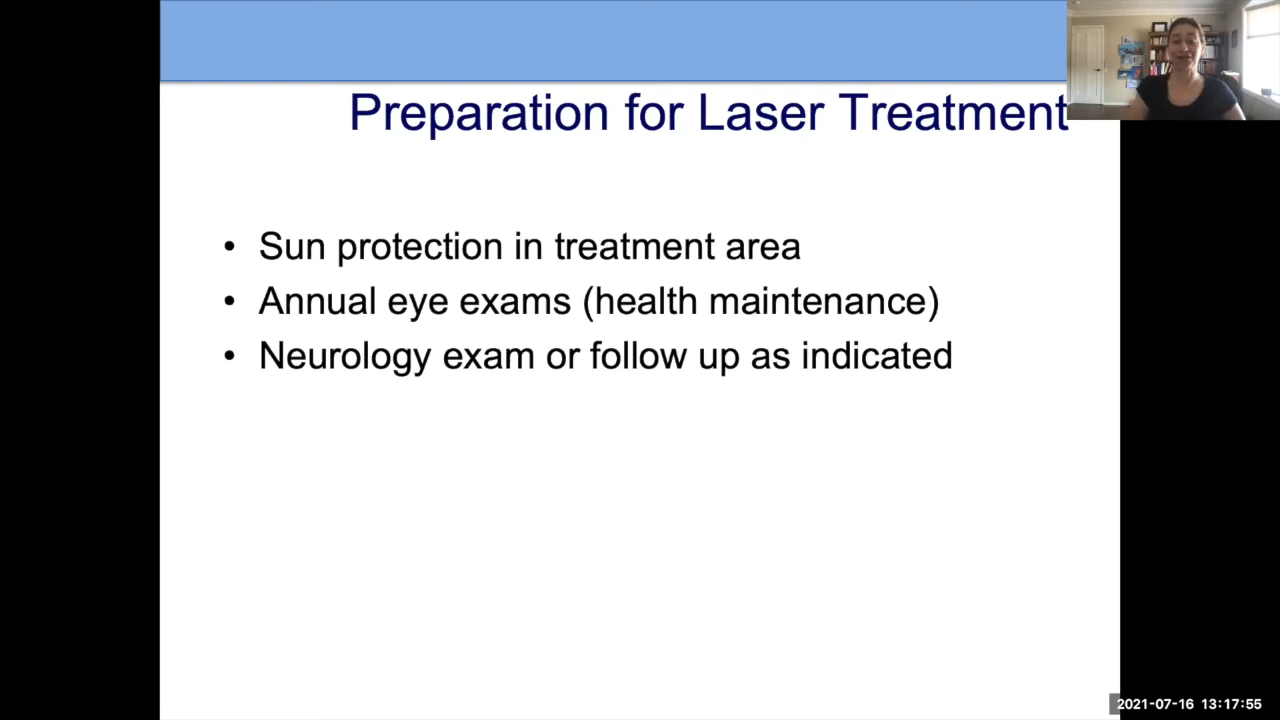 Preparation for Laser Treatment
• Sun protection in treatment area
• Annual eye exams (health maintenance)
• Neurology exam or follow up as indicated
2021-07-16 13:17:55